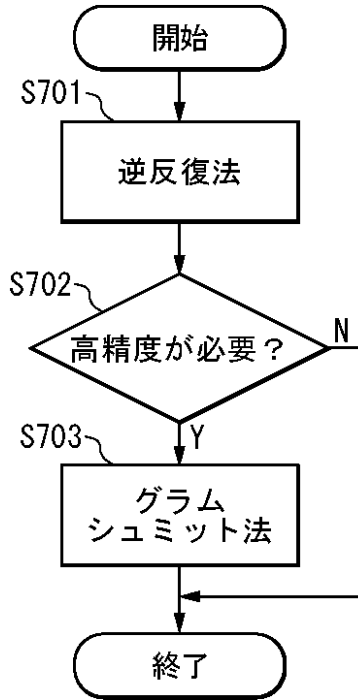 開始
S701
逆反復法
S702
高精度が必要？
N
Y
S703
グラム
シュミット法
終了